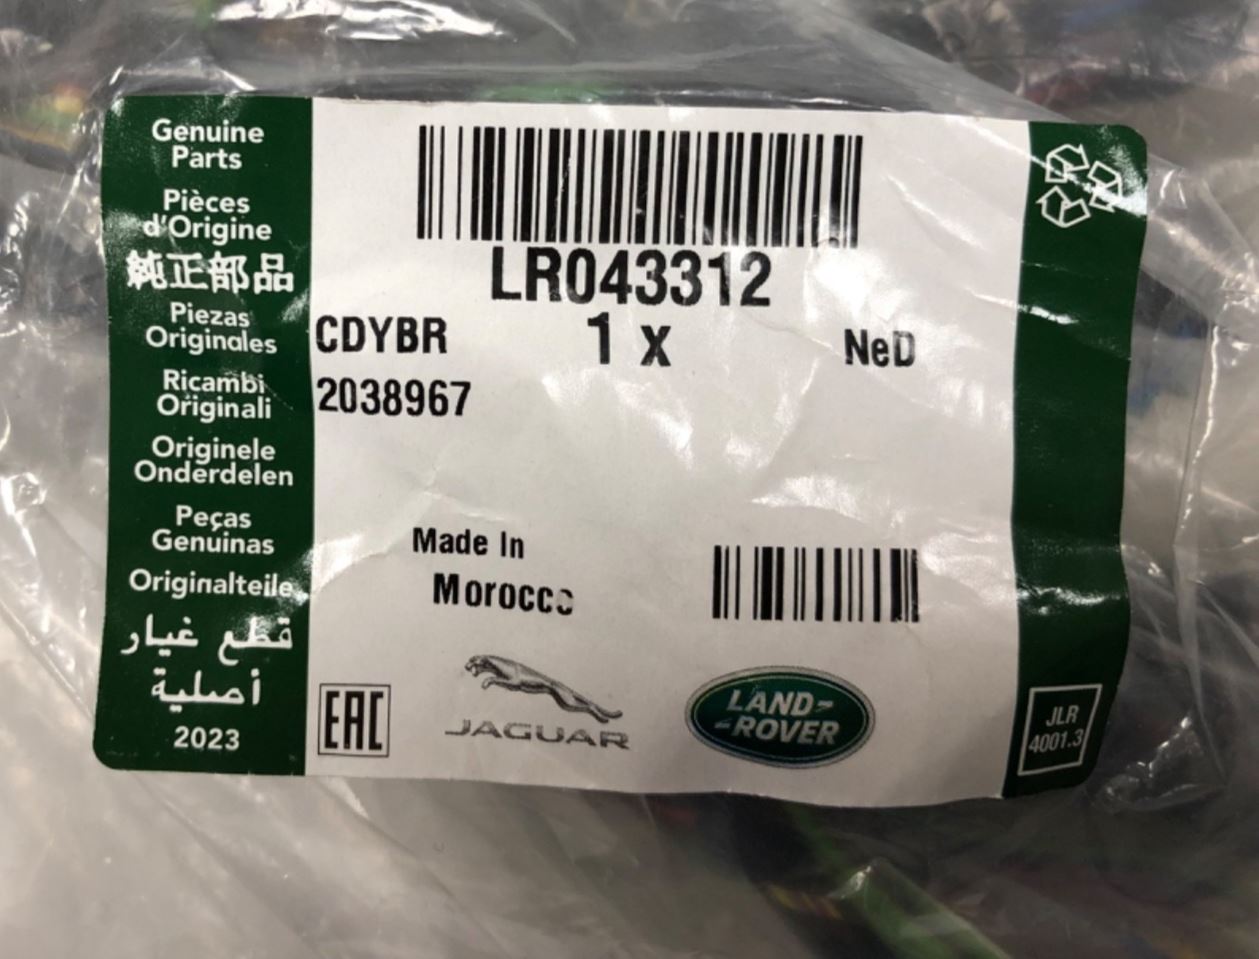 Genuine
Parts
Pièces
d'Origine
純正部品
Piezas
Originales
Ricambi
Originali
Originele
Onderdelen
Peças
Genuinas
Originalteile
قطع غيار
أصلية
2023
LR043312
CDYBR 1 x NeD
2038967
Made In
Morocco
EAC
JAGUAR
LAND-
-ROVER
JLR
4001.3